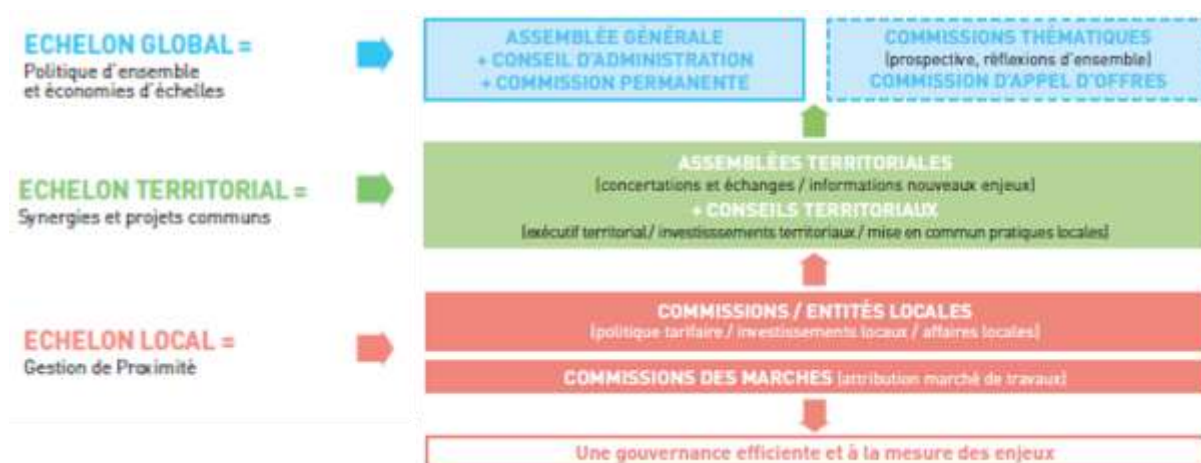 ECHELON GLOBAL =
Politique d'ensemble
et économies d'échelles
ASSEMBLÉE GÉNÉRALE
+ CONSEIL D'ADMINISTRATION
+ COMMISSION PERMANENTE
COMMISSIONS THÉMATIQUES
(prospective, réflexions d'ensemble)
COMMISSION D'APPEL D'OFFRES
ECHELON TERRITORIAL =
Synergies et projets communs
ASSEMBLÉES TERRITORIALES
(concertations et échanges / informations nouveaux enjeux)
+ CONSEILS TERRITORIAUX
(exécutif territorial / investisssements territoriaux / mise en commun pratiques locales)
ECHELON LOCAL =
Gestion de Proximité
COMMISSIONS / ENTITÉS LOCALES
(politique tarifaire / investissements locaux / affaires locales)
COMMISSIONS DES MARCHES (attribution marché de travaux)
Une gouvernance efficiente et à la mesure des enjeux